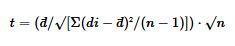 t = (đ/√[Σ(di − đ)²/(n − 1)]) · √n